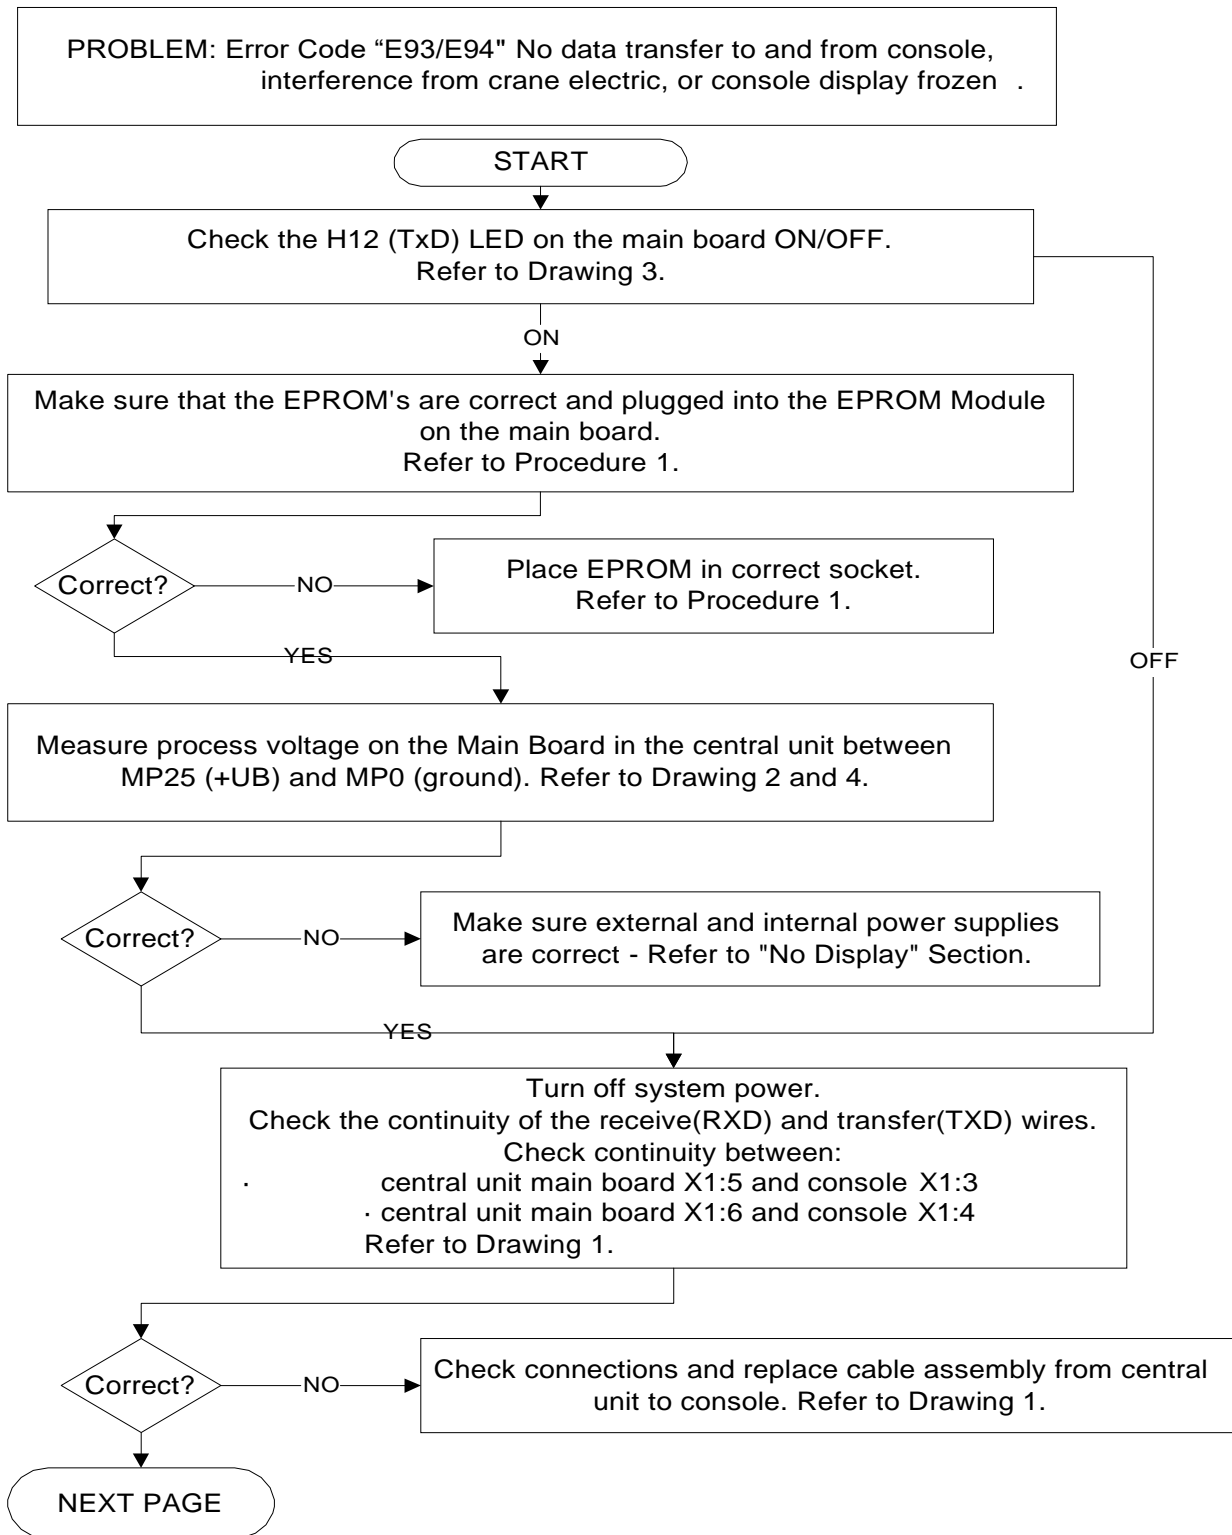 PROBLEM: Error Code “E93/E94" No data transfer to and from console,
interference from crane electric, or console display frozen .
START
Check the H12 (TxD) LED on the main board ON/OFF.
Refer to Drawing 3.
ON
Make sure that the EPROM's are correct and plugged into the EPROM Module
on the main board.
Refer to Procedure 1.
Correct?
NO
Place EPROM in correct socket.
Refer to Procedure 1.
YES
OFF
Measure process voltage on the Main Board in the central unit between
MP25 (+UB) and MP0 (ground). Refer to Drawing 2 and 4.
Correct?
NO
Make sure external and internal power supplies
are correct - Refer to "No Display" Section.
YES
Turn off system power.
Check the continuity of the receive(RXD) and transfer(TXD) wires.
Check continuity between:
· central unit main board X1:5 and console X1:3
· central unit main board X1:6 and console X1:4
Refer to Drawing 1.
Correct?
NO
Check connections and replace cable assembly from central
unit to console. Refer to Drawing 1.
NEXT PAGE